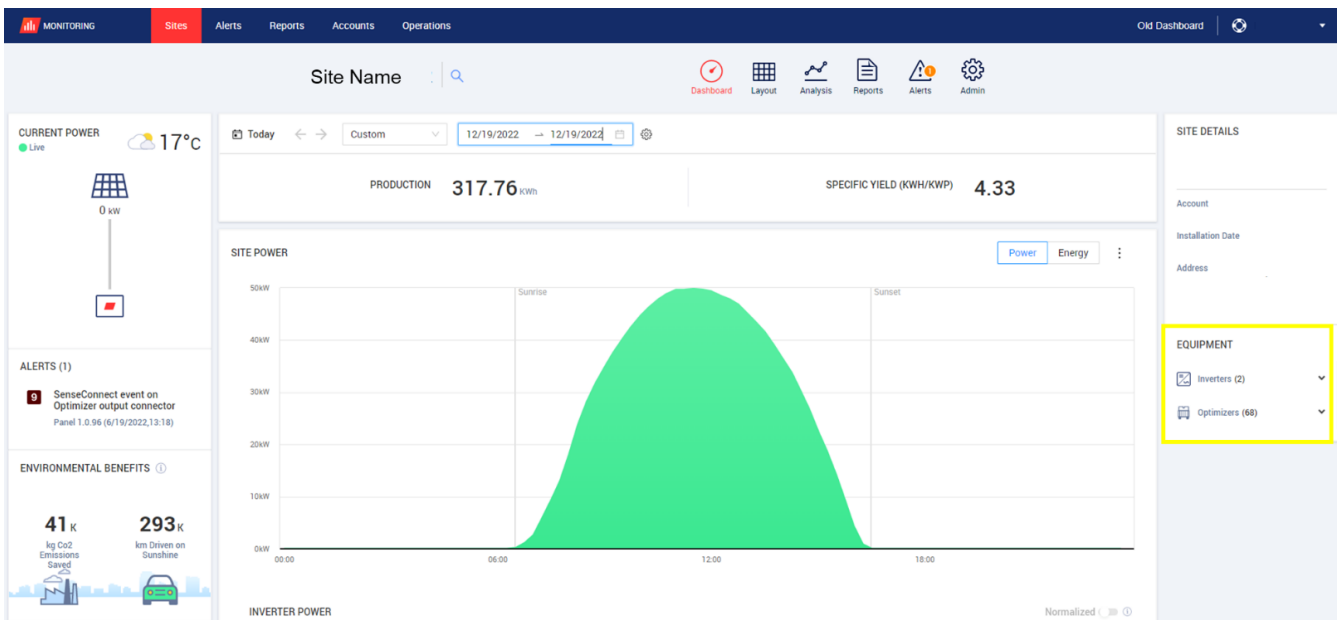 MONITORING Sites Alerts Reports Accounts Operations Old Dashboard
Site Name :
Dashboard Layout Analysis Reports Alerts Admin
1
CURRENT POWER
Live
17°C
0 kW
ALERTS (1)
9
SenseConnect event on
Optimizer output connector
Panel 1.0.96 (6/19/2022,13:18)
ENVIRONMENTAL BENEFITS
41 K
kg Co2
Emissions
Saved
293 K
km Driven on
Sunshine
Today Custom 12/19/2022 → 12/19/2022
PRODUCTION 317.76 KWh
SPECIFIC YIELD (KWH/KWP) 4.33
SITE POWER
Power Energy
50kW
40kW
30kW
20kW
10kW
0kW
Sunrise Sunset
00:00 06:00 12:00 18:00
INVERTER POWER
Normalized
SITE DETAILS
Account
Installation Date
Address
EQUIPMENT
Inverters (2)
Optimizers (68)